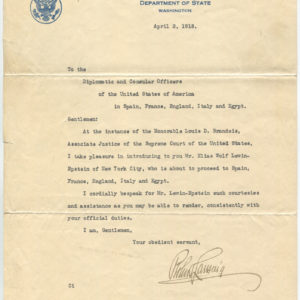 DEPARTMENT OF STATE
WASHINGTON
April 2, 1918.
To the
Diplomatic and Consular Officers
of the United States of America
in Spain, France, England, Italy and Egypt.
Gentlemen:
At the instance of the Honorable Louis D. Brandeis,
Associate Justice of the Supreme Court of the United States,
I take pleasure in introducing to you Mr. Elias Wolf Lewin-
Epstein of New York City, who is about to proceed to Spain,
France, England, Italy and Egypt.
I cordially bespeak for Mr. Lewin-Epstein such courtesies
and assistance as you may be able to render, consistently with
your official duties.
I am, Gentlemen,
Your obedient servant,
Robert Lansing